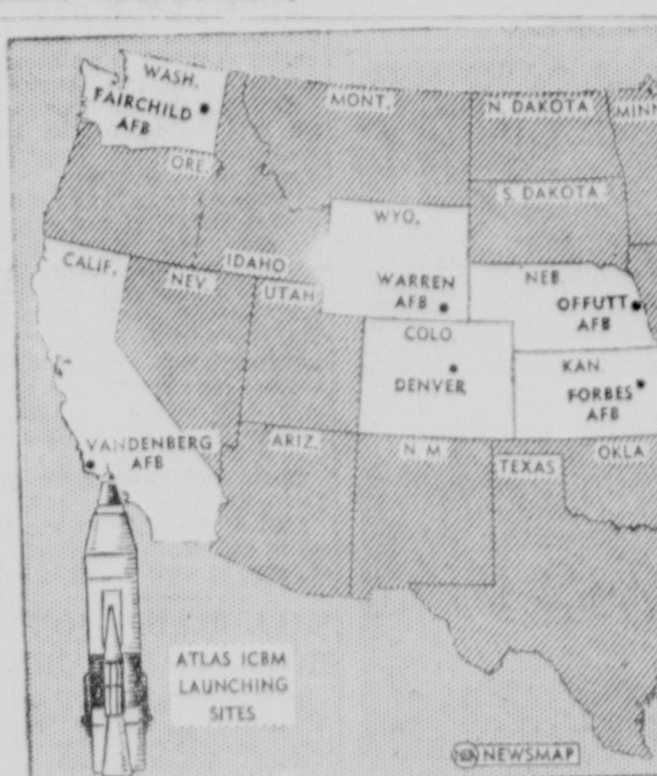 WASH.
FAIRCHILD
AFB
MONT.
N. DAKOTA
MINN
ORE.
S. DAKOTA
WYO.
IDAHO
CALIF.
NEV
UTAH
WARREN
AFB
NEB.
OFFUTT
AFB
COLO.
DENVER
KAN.
FORBES
AFB
VANDENBERG
AFB
ARIZ.
N M
TEXAS
OKLA
ATLAS ICBM
LAUNCHING
SITES
NEWSMAP